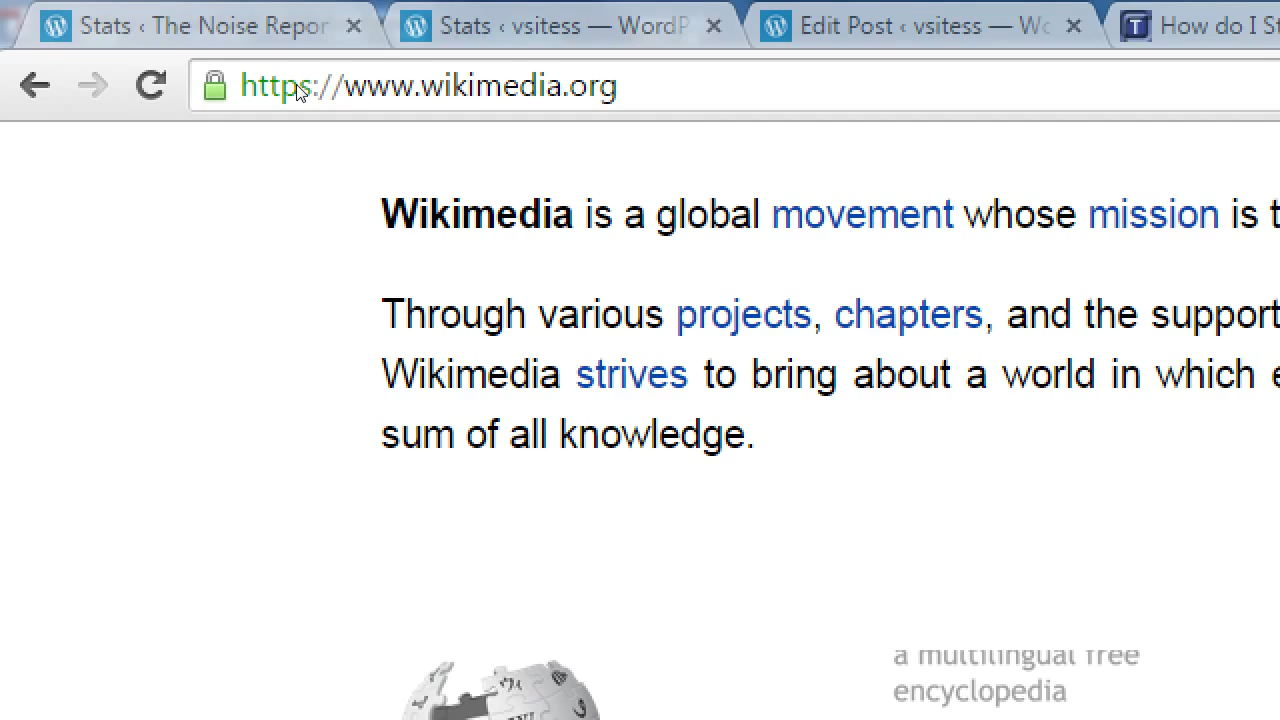 Stats ‹ The Noise Repor
Stats ‹ vsitess — WordP
Edit Post ‹ vsitess — Wo
How do I St
https://www.wikimedia.org
Wikimedia is a global movement whose mission is t
Through various projects, chapters, and the support
Wikimedia strives to bring about a world in which e
sum of all knowledge.
a multilingual free
encyclopedia